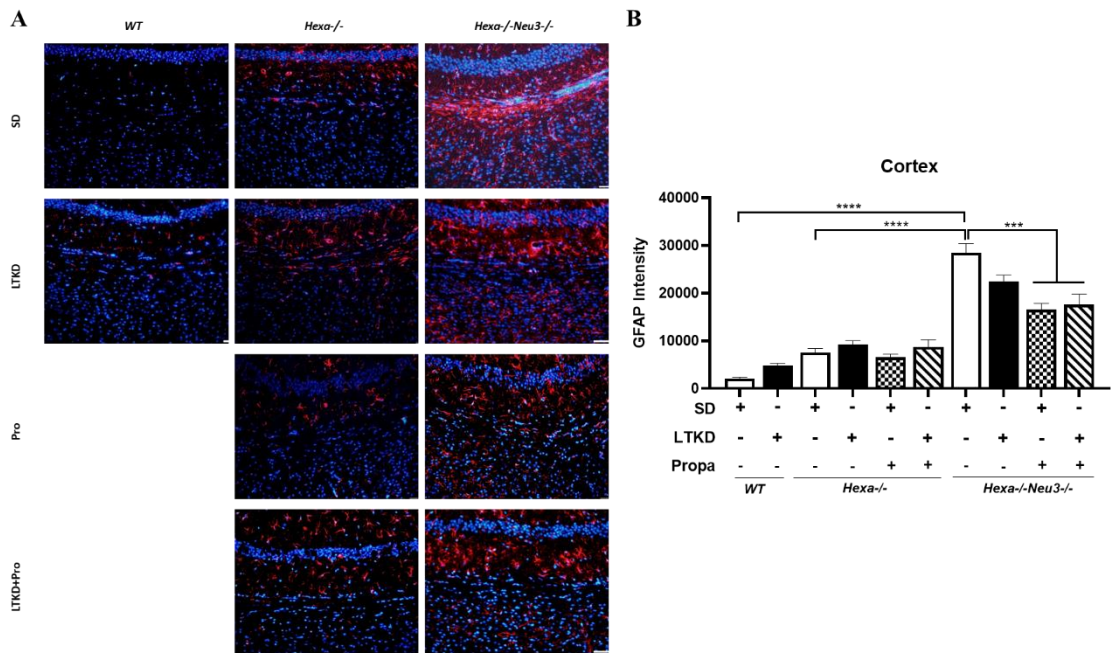 A
WT Hexa-/- Hexa-/-Neu3-/-
SD
LTKD
Pro
LTKD+Pro
B
Cortex
GFAP Intensity
40000
30000
20000
10000
0
****
**** ***
SD + - + - + - + - + -
LTKD - + - + - + - + - +
Propa - - - - + + - - + +
WT Hexa-/- Hexa-/-Neu3-/-